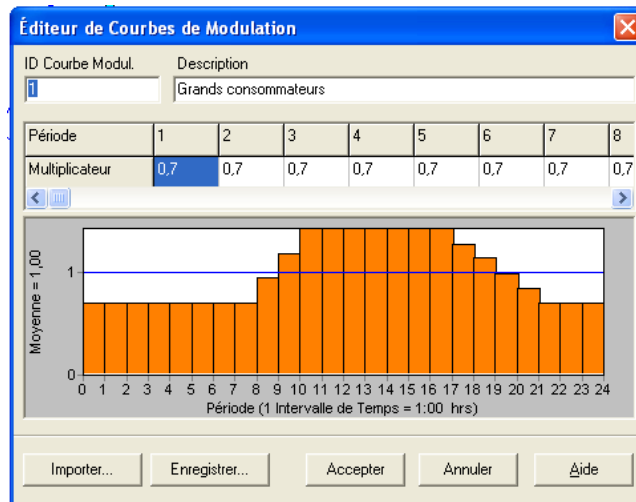 Éditeur de Courbes de Modulation
ID Courbe Modul. Description
1 Grands consommateurs
Période 1 2 3 4 5 6 7 8
Multiplicateur 0,7 0,7 0,7 0,7 0,7 0,7 0,7 0,7
Moyenne = 1,00
1
0
0 1 2 3 4 5 6 7 8 9 10 11 12 13 14 15 16 17 18 19 20 21 22 23 24
Période (1 Intervalle de Temps = 1:00 hrs)
Importer... Enregistrer... Accepter Annuler Aide